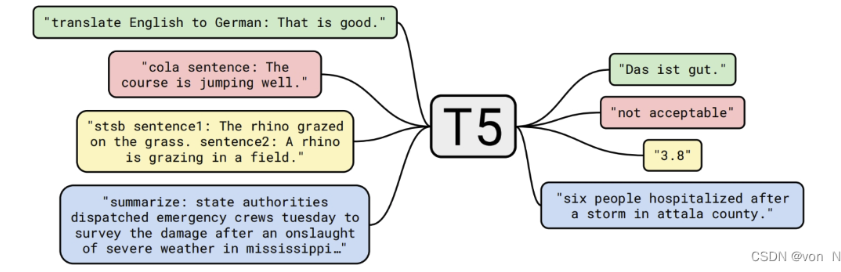 "translate English to German: That is good."
"cola sentence: The
course is jumping well."
"stsb sentence1: The rhino grazed
on the grass. sentence2: A rhino
is grazing in a field."
"summarize: state authorities
dispatched emergency crews tuesday to
survey the damage after an onslaught
of severe weather in mississippi…"
T5
"Das ist gut."
"not acceptable"
"3.8"
"six people hospitalized after
a storm in attala county."
CSDN @von N